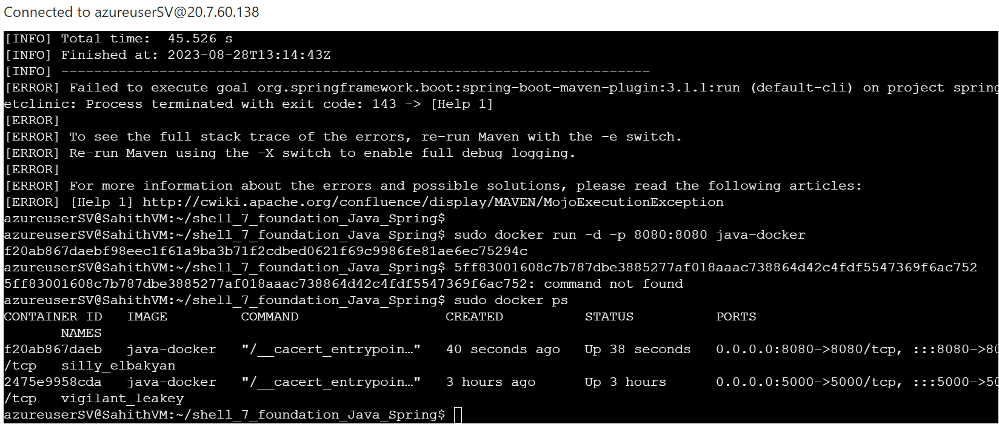 Connected to azureuserSV@20.7.60.138
[INFO] Total time:  45.526 s
[INFO] Finished at: 2023-08-28T13:14:43Z
[INFO] ------------------------------------------------------------------------
[ERROR] Failed to execute goal org.springframework.boot:spring-boot-maven-plugin:3.1.1:run (default-cli) on project spring
etclinic: Process terminated with exit code: 143 -> [Help 1]
[ERROR]
[ERROR] To see the full stack trace of the errors, re-run Maven with the -e switch.
[ERROR] Re-run Maven using the -X switch to enable full debug logging.
[ERROR]
[ERROR] For more information about the errors and possible solutions, please read the following articles:
[ERROR] [Help 1] http://cwiki.apache.org/confluence/display/MAVEN/MojoExecutionException
azureuserSV@SahithVM:~/shell_7_foundation_Java_Spring$
azureuserSV@SahithVM:~/shell_7_foundation_Java_Spring$ sudo docker run -d -p 8080:8080 java-docker
f20ab867daebf98eec1f61a9ba3b71f2cdbed0621f69c9986fe81ae6ec75294c
azureuserSV@SahithVM:~/shell_7_foundation_Java_Spring$ 5ff83001608c7b787dbe3885277af018aaac738864d42c4fdf5547369f6ac752
5ff83001608c7b787dbe3885277af018aaac738864d42c4fdf5547369f6ac752: command not found
azureuserSV@SahithVM:~/shell_7_foundation_Java_Spring$ sudo docker ps
CONTAINER ID   IMAGE         COMMAND                  CREATED          STATUS          PORTS
       NAMES
f20ab867daeb   java-docker   "/__cacert_entrypoin…"   40 seconds ago   Up 38 seconds   0.0.0.0:8080->8080/tcp, :::8080->80
/tcp   silly_elbakyan
2475e9958cda   java-docker   "/__cacert_entrypoin…"   3 hours ago      Up 3 hours      0.0.0.0:5000->5000/tcp, :::5000->50
/tcp   vigilant_leakey
azureuserSV@SahithVM:~/shell_7_foundation_Java_Spring$